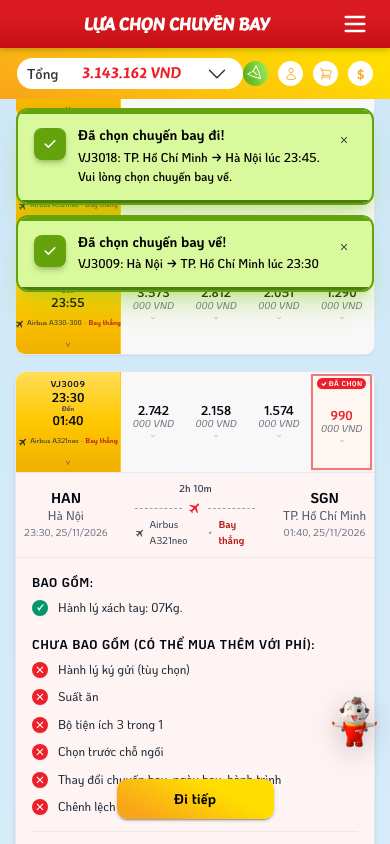 LỰA CHỌN CHUYẾN BAY
Tổng 3.143.162 VND
$
Đã chọn chuyến bay đi!
VJ3018: TP. Hồ Chí Minh → Hà Nội lúc 23:45.
Vui lòng chọn chuyến bay về.
Đã chọn chuyến bay về!
VJ3009: Hà Nội → TP. Hồ Chí Minh lúc 23:30
23:55
3.573 2.812 2.051 1.290
000 VND 000 VND 000 VND 000 VND
Airbus A330-300 - Bay thẳng
VJ3009
23:30
Đến
01:40
Airbus A321neo - Bay thẳng
2.742 2.158 1.574 990
000 VND 000 VND 000 VND 000 VND
ĐÃ CHỌN
HAN
Hà Nội
23:30, 25/11/2026
2h 10m
Airbus A321neo • Bay thẳng
SGN
TP. Hồ Chí Minh
01:40, 25/11/2026
BAO GỒM:
Hành lý xách tay: 07Kg.
CHƯA BAO GỒM (CÓ THỂ MUA THÊM VỚI PHÍ):
Hành lý ký gửi (tùy chọn)
Suất ăn
Bộ tiện ích 3 trong 1
Chọn trước chỗ ngồi
Thay đổi chuyến bay, ngày bay, hành trình
Chênh lệch
Đi tiếp